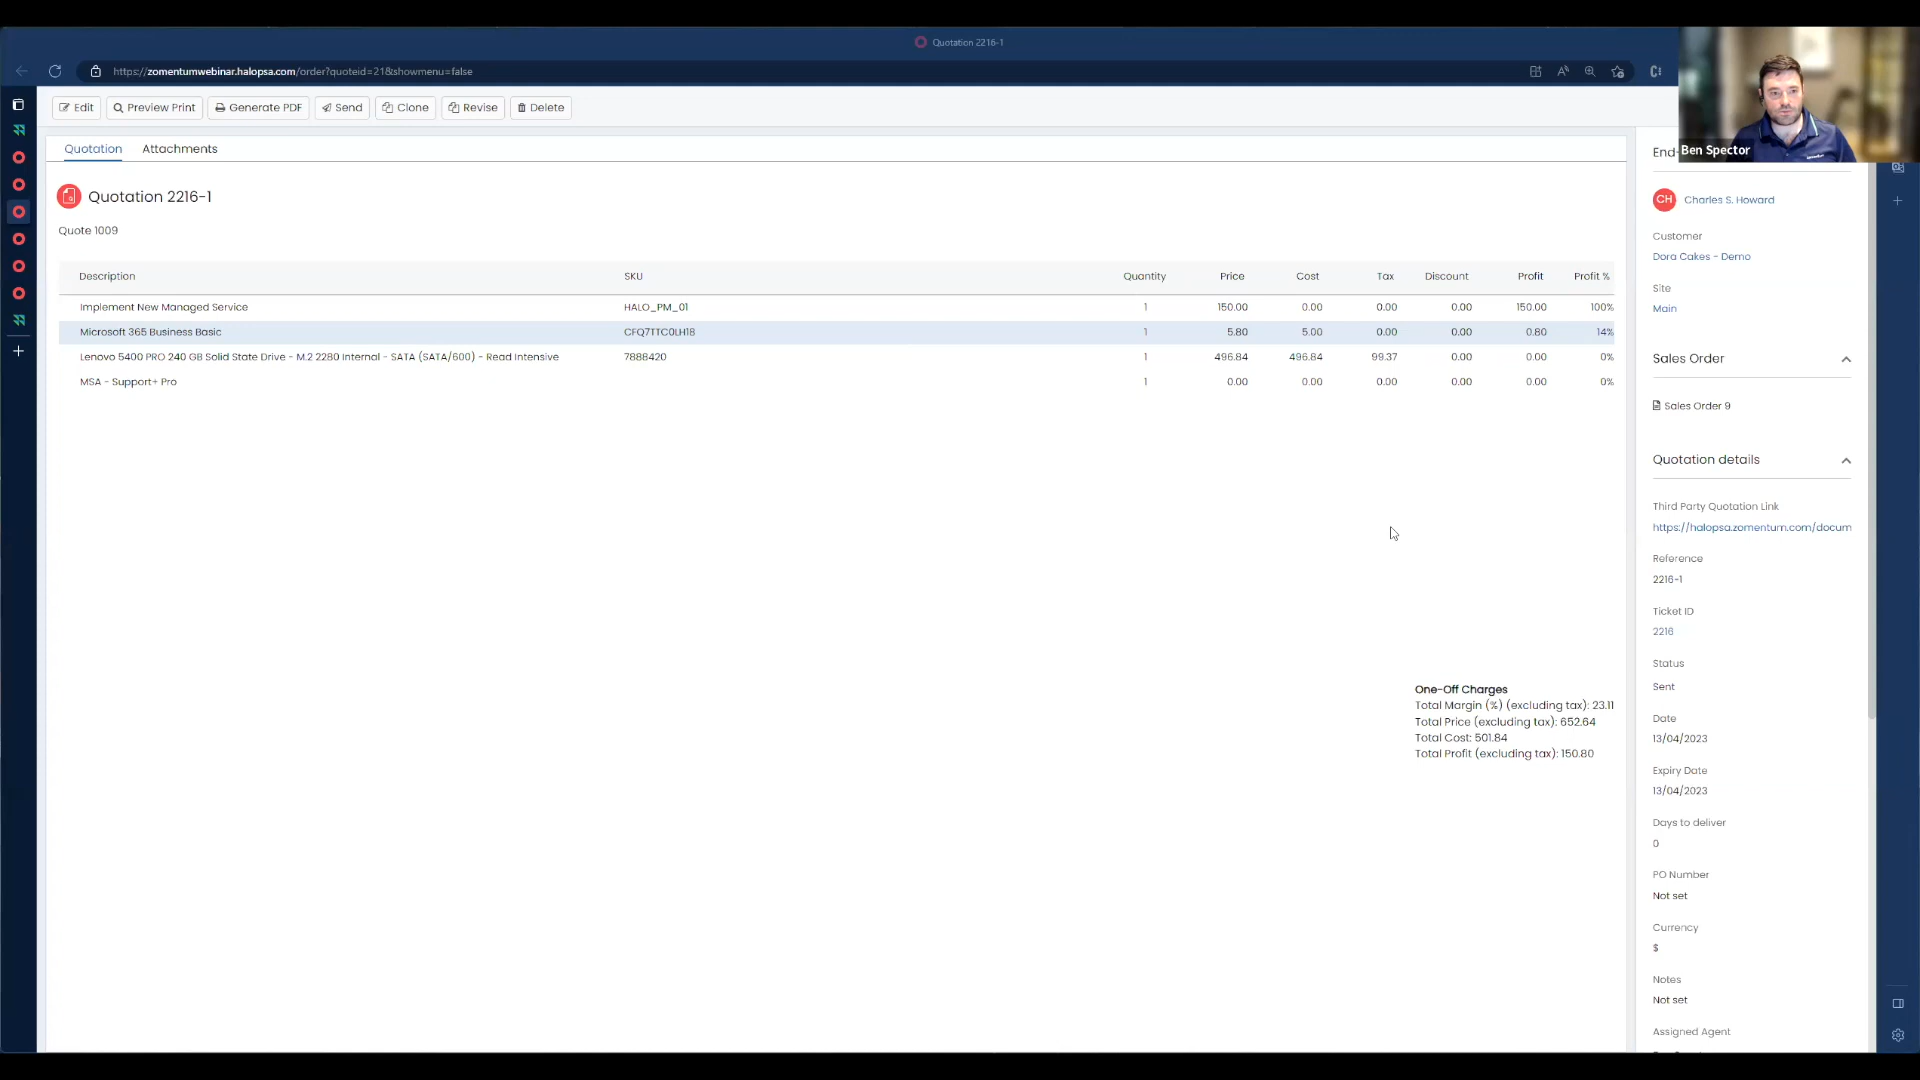 Quotation 2216-1
https://zomentumwebinar.halopsa.com/order?quoteid=21&showmenu=false
Edit Preview Print Generate PDF Send Clone Revise Delete
Ben Spector
Quotation Attachments
End-
Quotation 2216-1
CH Charles S. Howard
Quote 1009
Customer
Dora Cakes - Demo
Description SKU Quantity Price Cost Tax Discount Profit Profit %
Site
Implement New Managed Service HALO_PM_01 1 150.00 0.00 0.00 0.00 150.00 100%
Main
Microsoft 365 Business Basic CFQ7TTC0LH18 1 5.80 5.00 0.00 0.00 0.80 14%
Lenovo 5400 PRO 240 GB Solid State Drive - M.2 2280 Internal - SATA (SATA/600) - Read Intensive 7888420 1 496.84 496.84 99.37 0.00 0.00 0%
Sales Order
MSA - Support+ Pro 1 0.00 0.00 0.00 0.00 0.00 0%
Sales Order 9
Quotation details
Third Party Quotation Link
https://halopsa.zomentum.com/docum
Reference
2216-1
Ticket ID
2216
Status
Sent
One-Off Charges
Total Margin (%) (excluding tax): 23.11
Total Price (excluding tax): 652.64
Total Cost: 501.84
Total Profit (excluding tax): 150.80
Date
13/04/2023
Expiry Date
13/04/2023
Days to deliver
0
PO Number
Not set
Currency
$
Notes
Not set
Assigned Agent